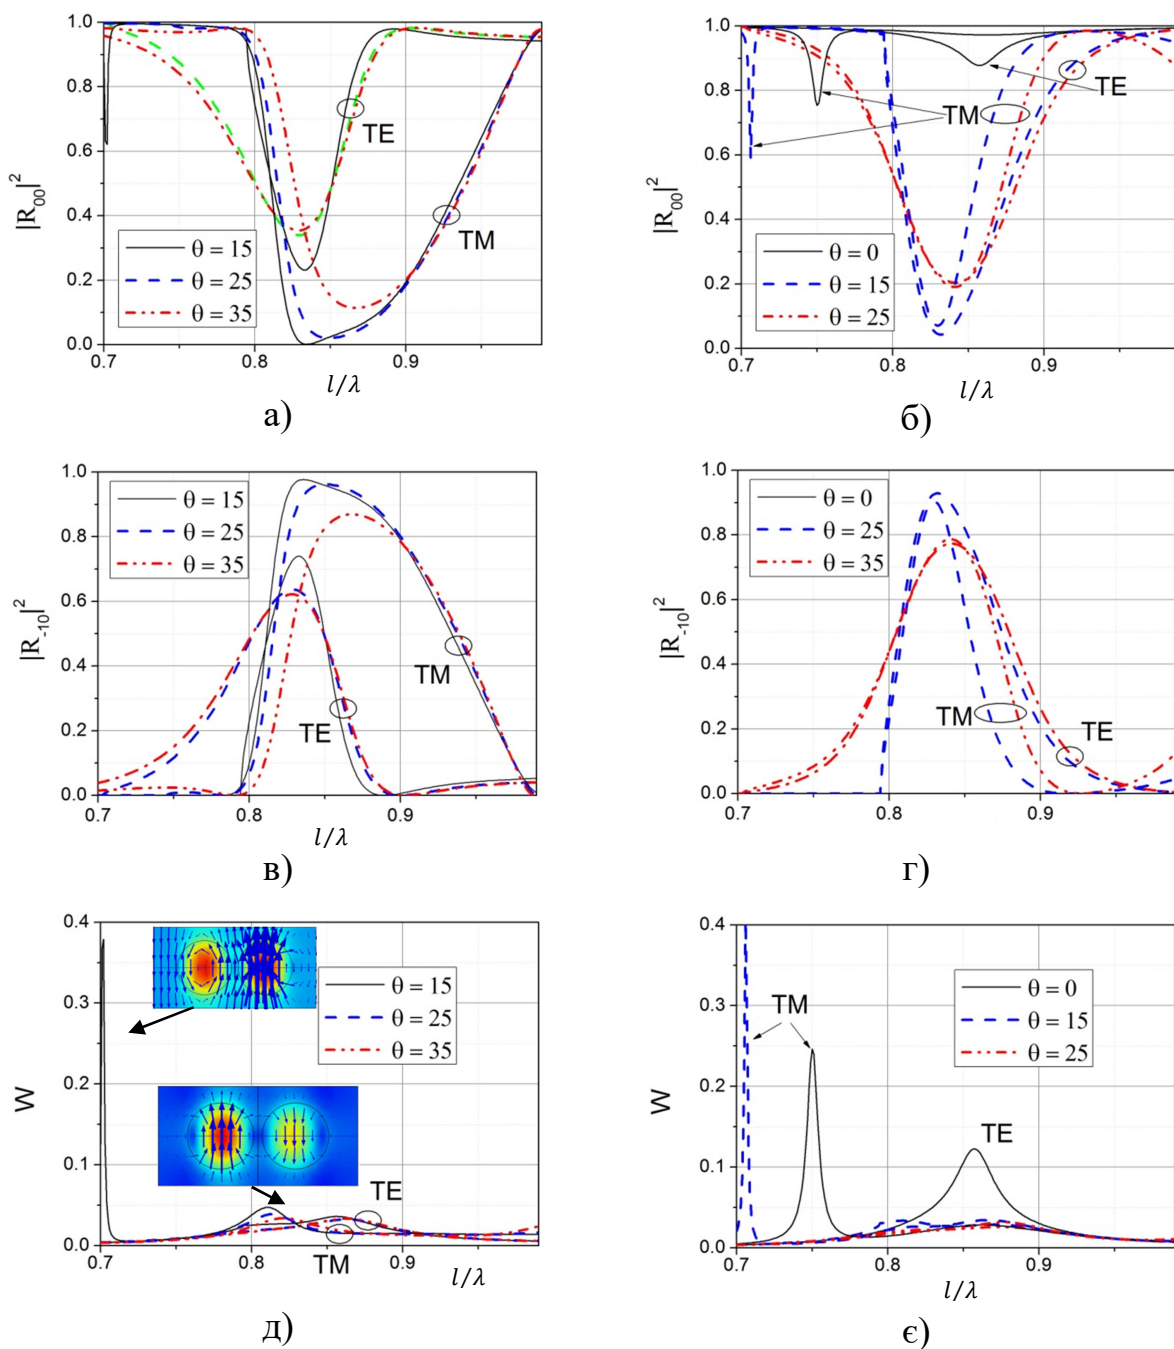 1.0
0.8
0.6
0.4
0.2
0.0
|R₀₀|²
TE
TM
θ = 15
θ = 25
θ = 35
0.7
0.8
0.9
l/λ
а)
1.0
0.8
0.6
0.4
0.2
0.0
|R₀₀|²
TE
TM
θ = 0
θ = 15
θ = 25
0.7
0.8
0.9
l/λ
б)
1.0
0.8
0.6
0.4
0.2
0.0
|R₋₁₀|²
θ = 15
θ = 25
θ = 35
TM
TE
0.7
0.8
0.9
l/λ
в)
1.0
0.8
0.6
0.4
0.2
0.0
|R₋₁₀|²
θ = 0
θ = 25
θ = 35
TM
TE
0.7
0.8
0.9
l/λ
г)
0.4
0.3
0.2
0.1
0.0
W
θ = 15
θ = 25
θ = 35
TE
TM
0.7
0.8
0.9
l/λ
д)
0.4
0.3
0.2
0.1
0.0
W
TM
θ = 0
θ = 15
θ = 25
TE
0.7
0.8
0.9
l/λ
є)